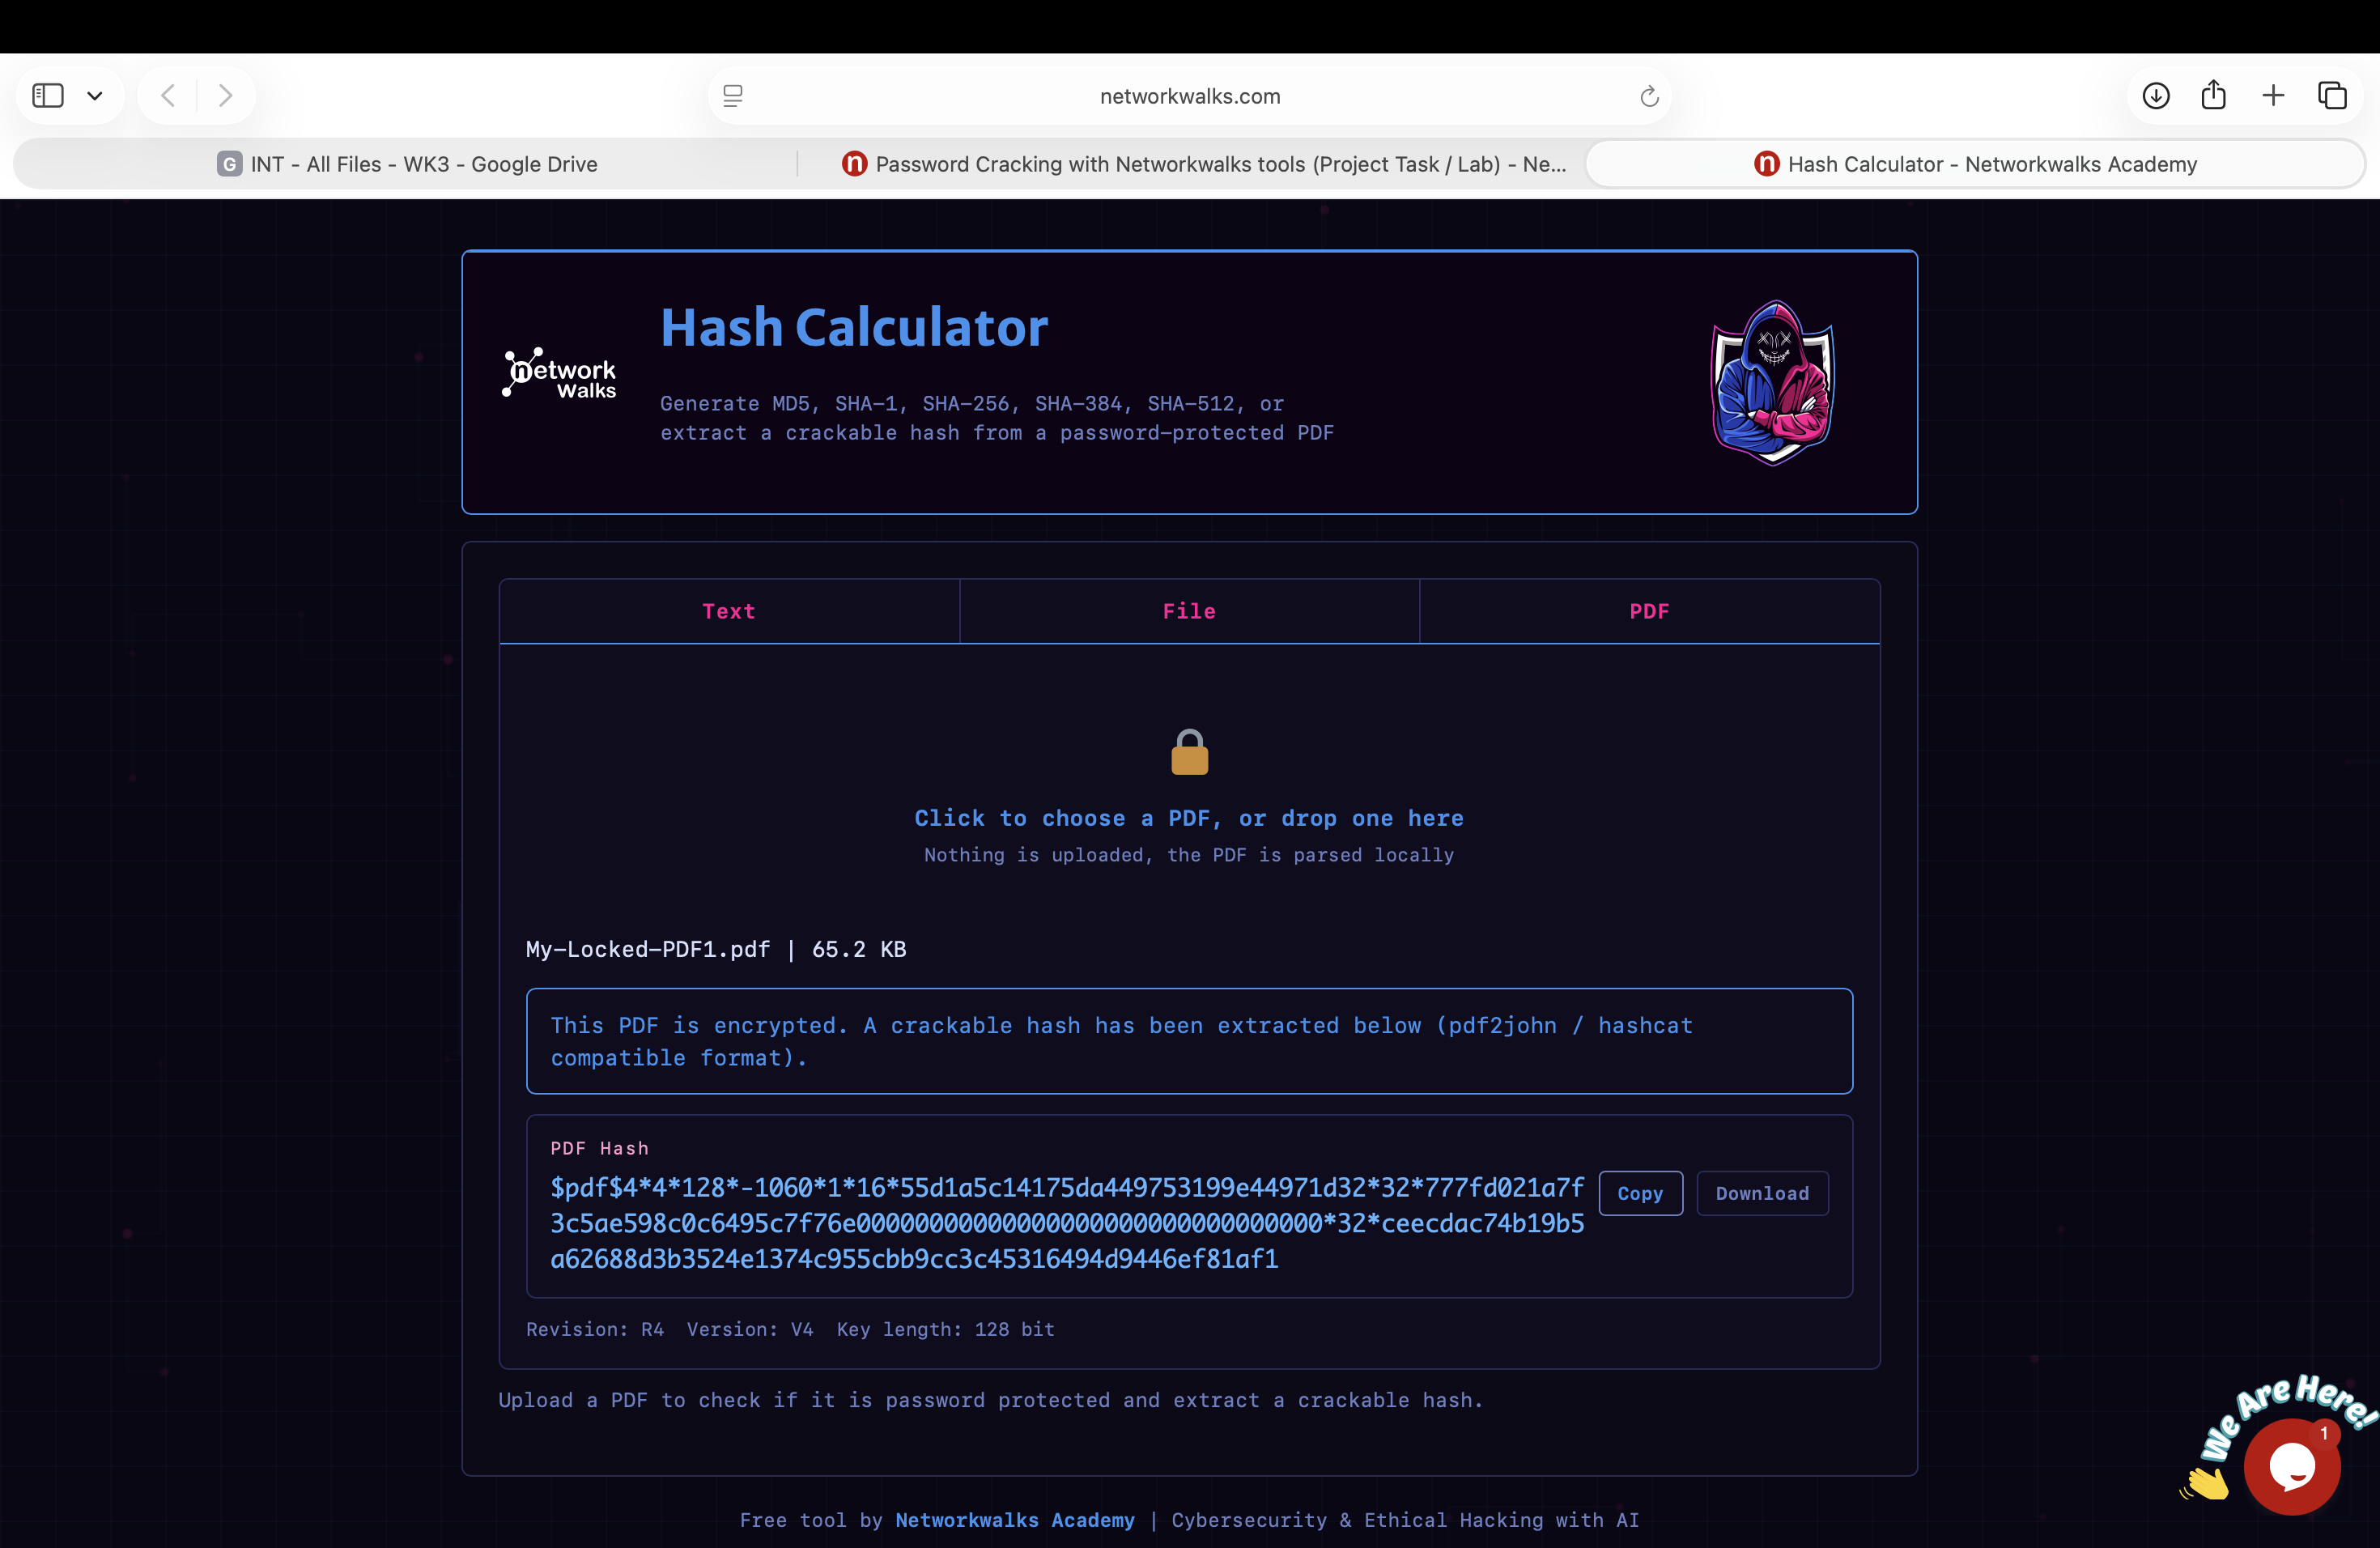 networkwalks.com
INT - All Files - WK3 - Google Drive
Password Cracking with Networkwalks tools (Project Task / Lab) - Ne...
Hash Calculator - Networkwalks Academy
network
walks
Hash Calculator
Generate MD5, SHA-1, SHA-256, SHA-384, SHA-512, or
extract a crackable hash from a password-protected PDF
Text
File
PDF
Click to choose a PDF, or drop one here
Nothing is uploaded, the PDF is parsed locally
My-Locked-PDF1.pdf | 65.2 KB
This PDF is encrypted. A crackable hash has been extracted below (pdf2john / hashcat
compatible format).
PDF Hash
$pdf$4*4*128*-1060*1*16*55d1a5c14175da449753199e44971d32*32*777fd021a7f
3c5ae598c0c6495c7f76e00000000000000000000000000000000*32*ceecdac74b19b5
a62688d3b3524e1374c955cbb9cc3c45316494d9446ef81af1
Copy
Download
Revision: R4 Version: V4 Key length: 128 bit
Upload a PDF to check if it is password protected and extract a crackable hash.
We Are Here!
1
Free tool by Networkwalks Academy | Cybersecurity & Ethical Hacking with AI